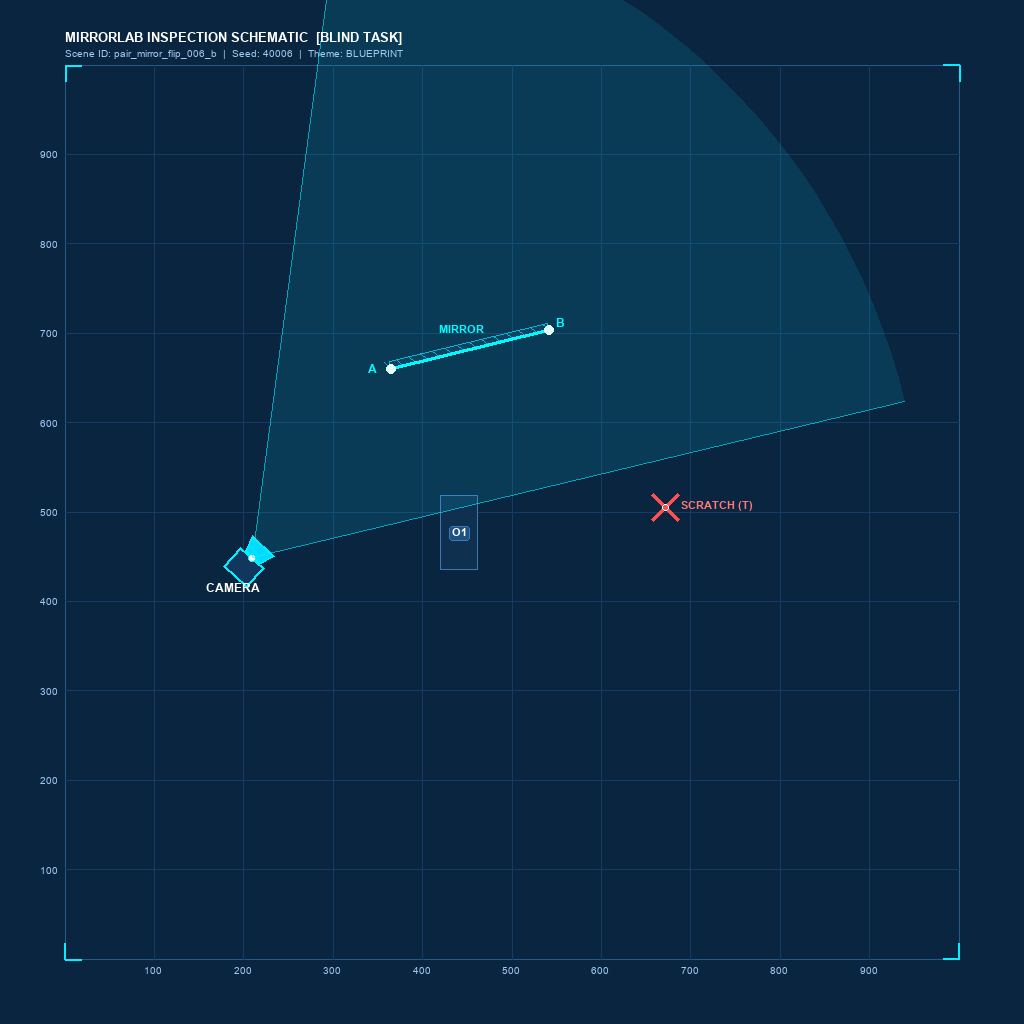 MIRRORLAB INSPECTION SCHEMATIC [BLIND TASK]
Scene ID: pair_mirror_flip_006_b | Seed: 40006 | Theme: BLUEPRINT
900
800
MIRROR
B
700
A
600
500
SCRATCH (T)
O1
CAMERA
400
300
200
100
100 200 300 400 500 600 700 800 900